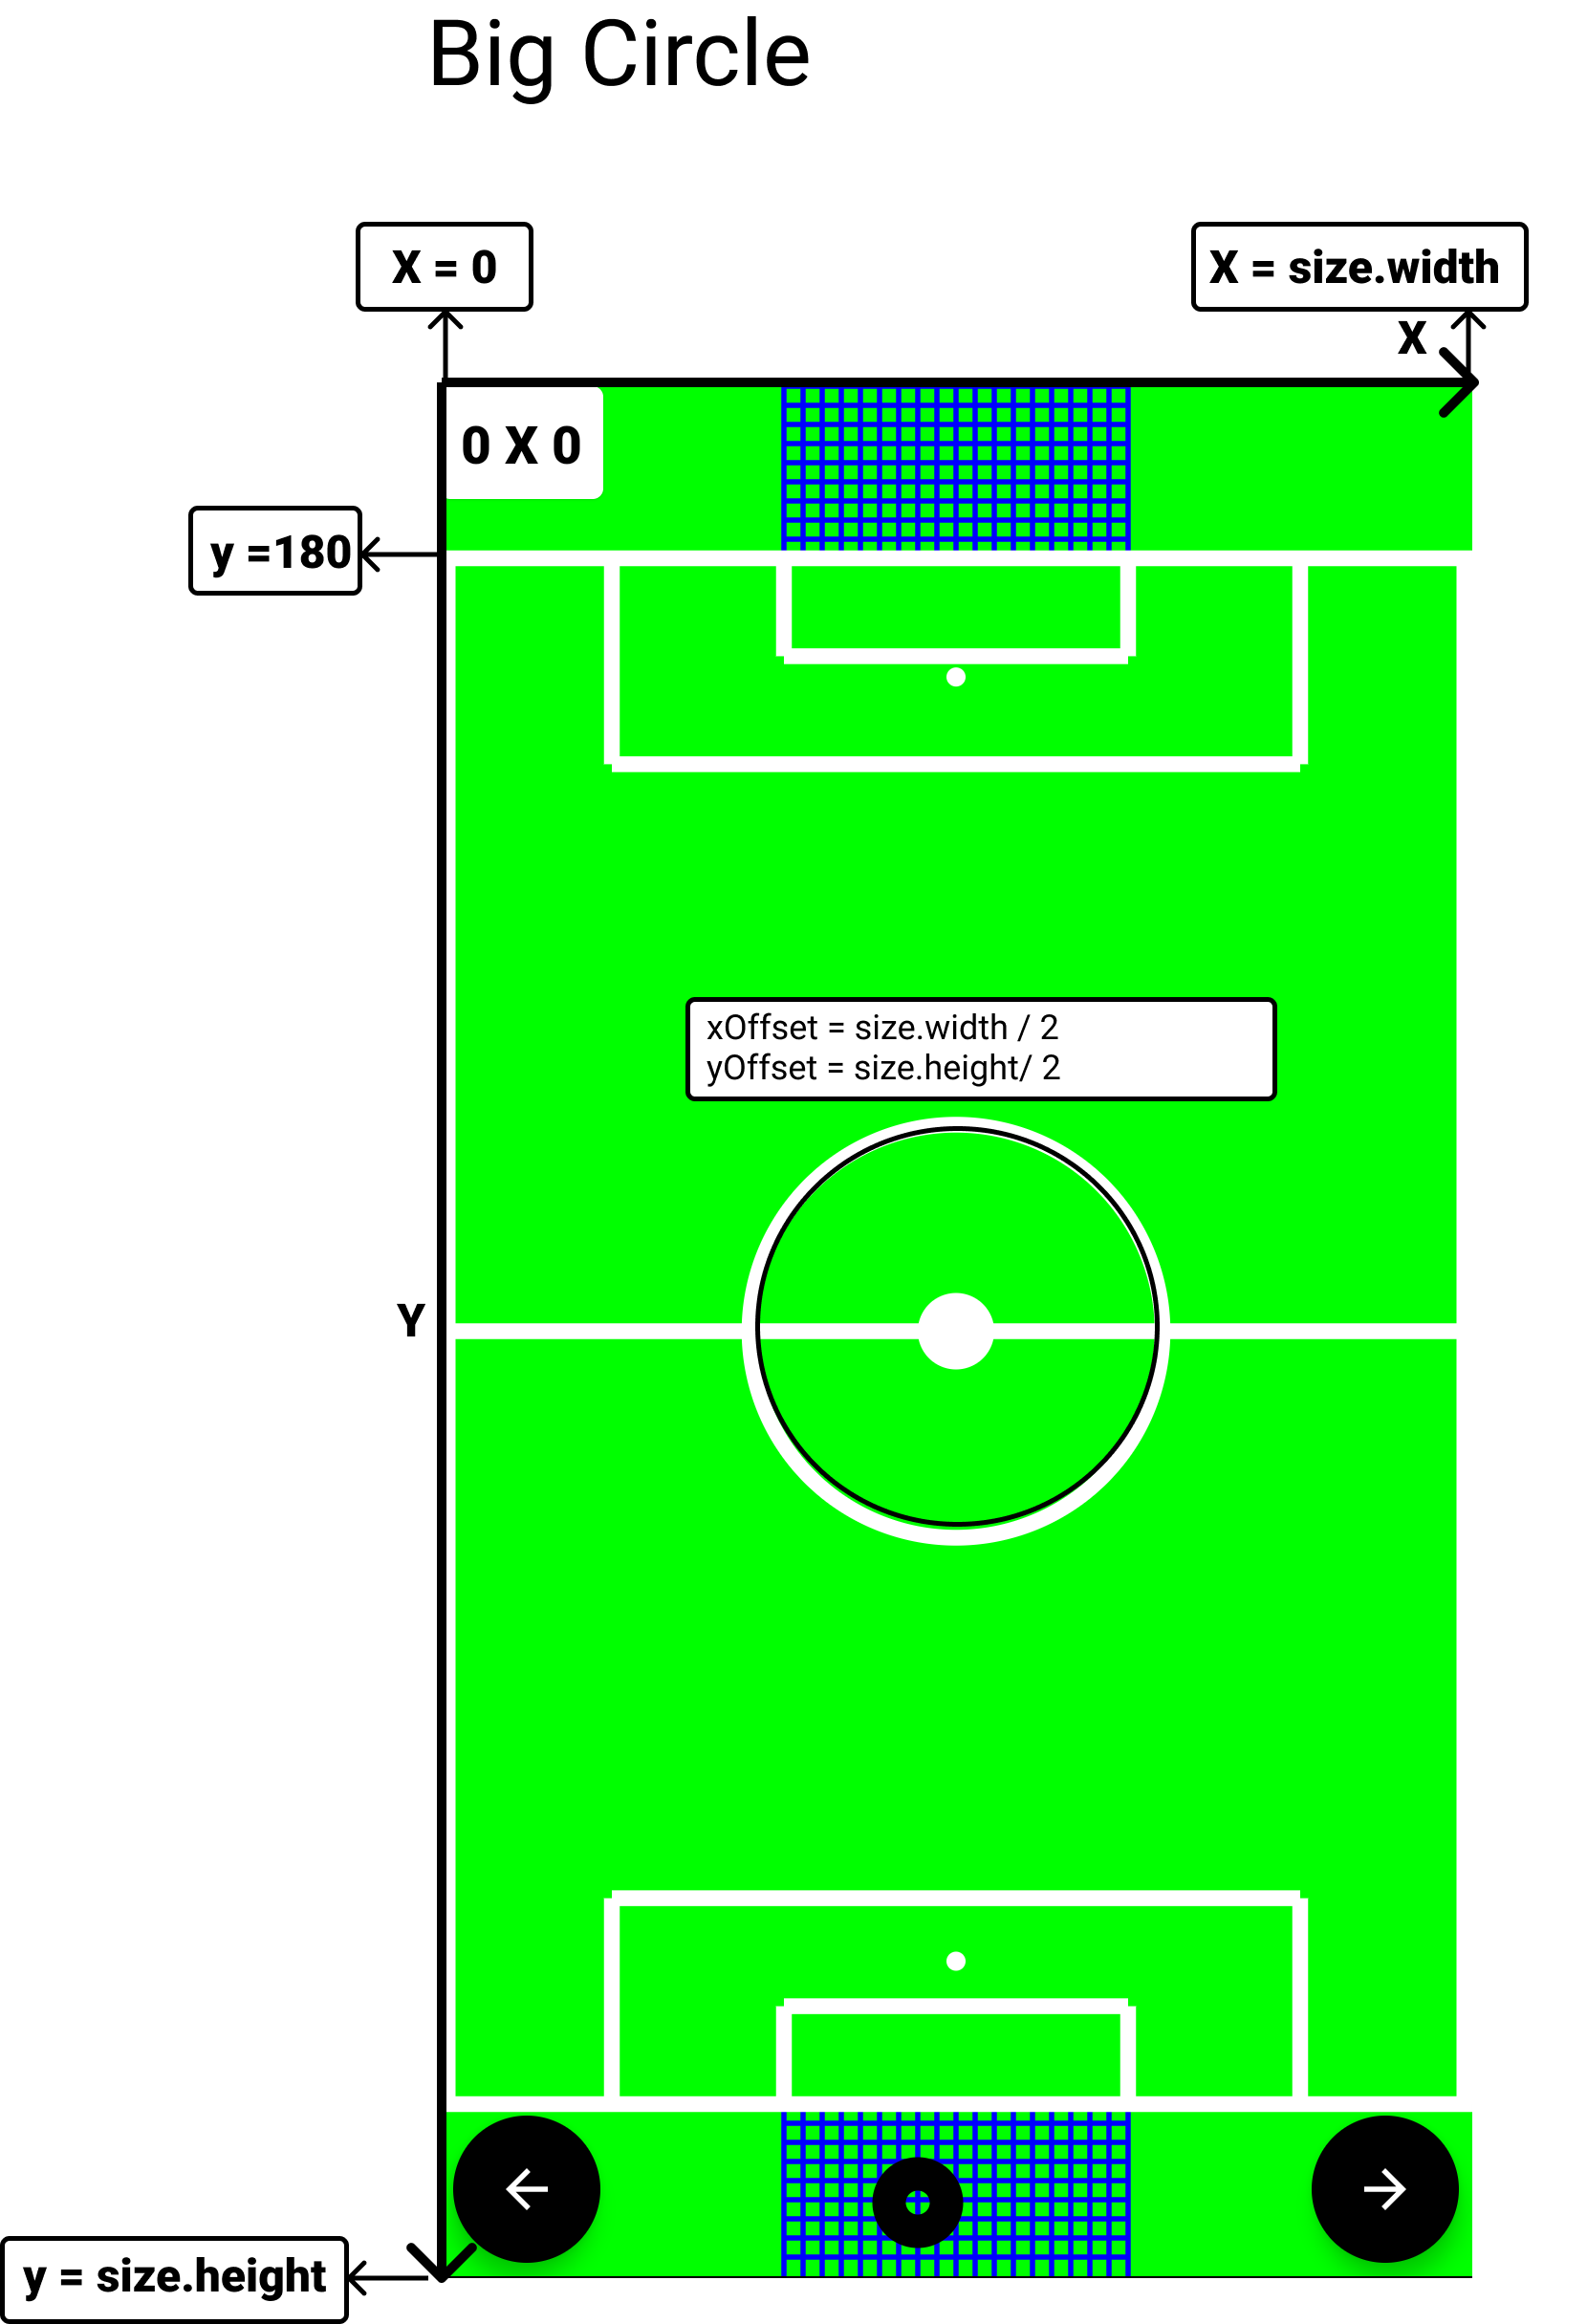 Big Circle
X = 0
X = size.width
X
0 X 0
y =180
xOffset = size.width / 2
yOffset = size.height/ 2
Y
y = size.height